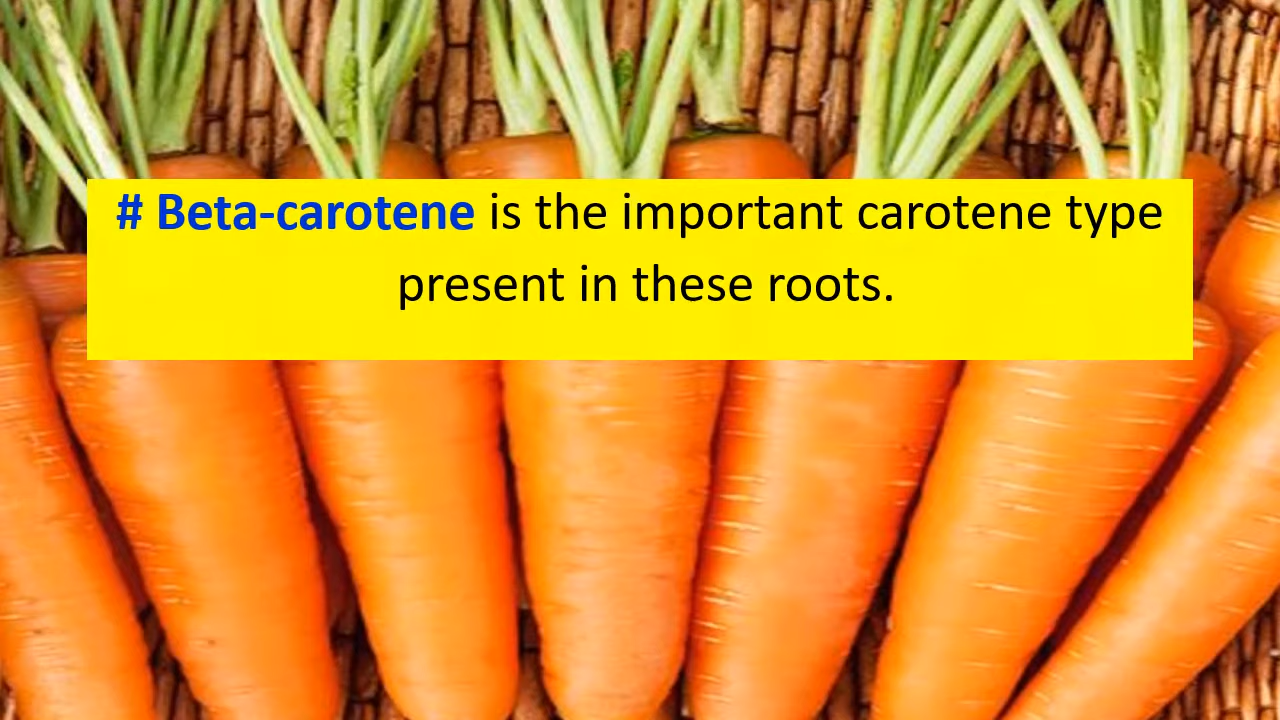 # Beta-carotene is the important carotene type
present in these roots.